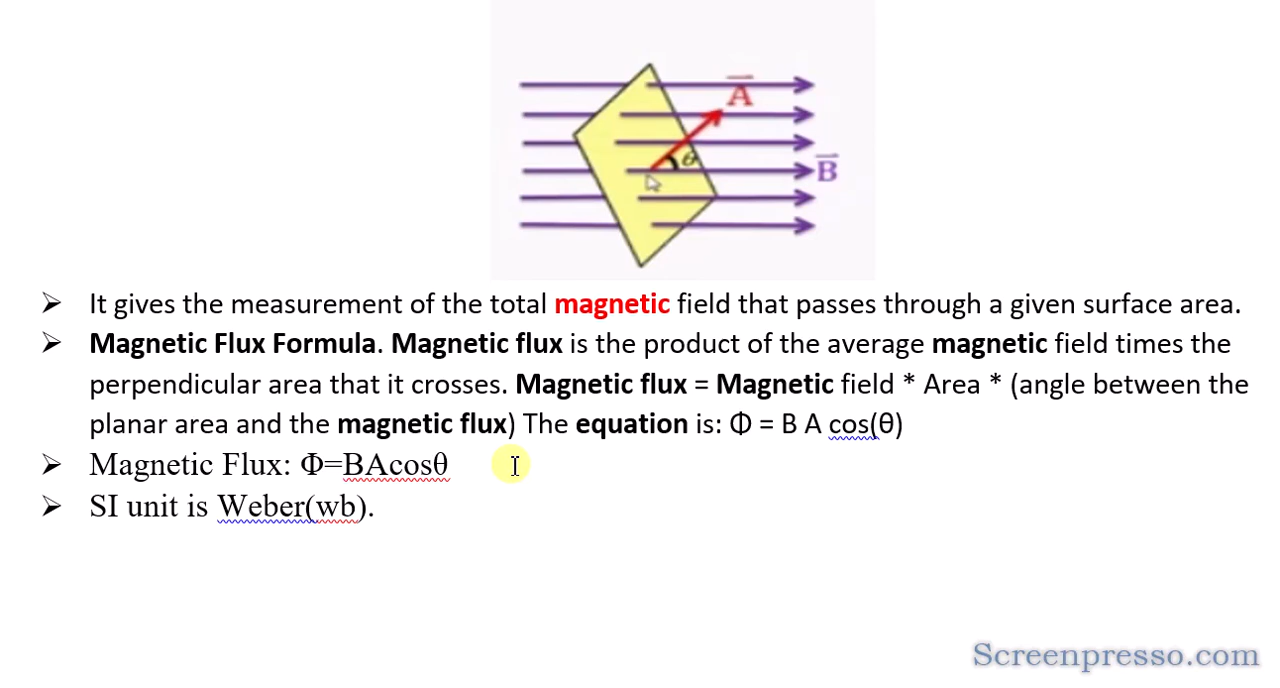 A
θ
B
➢ It gives the measurement of the total magnetic field that passes through a given surface area.
➢ Magnetic Flux Formula. Magnetic flux is the product of the average magnetic field times the
perpendicular area that it crosses. Magnetic flux = Magnetic field * Area * (angle between the
planar area and the magnetic flux) The equation is: Φ = B A cos(θ)
➢ Magnetic Flux: Φ=BAcosθ
➢ SI unit is Weber(wb).
Screenpresso.com